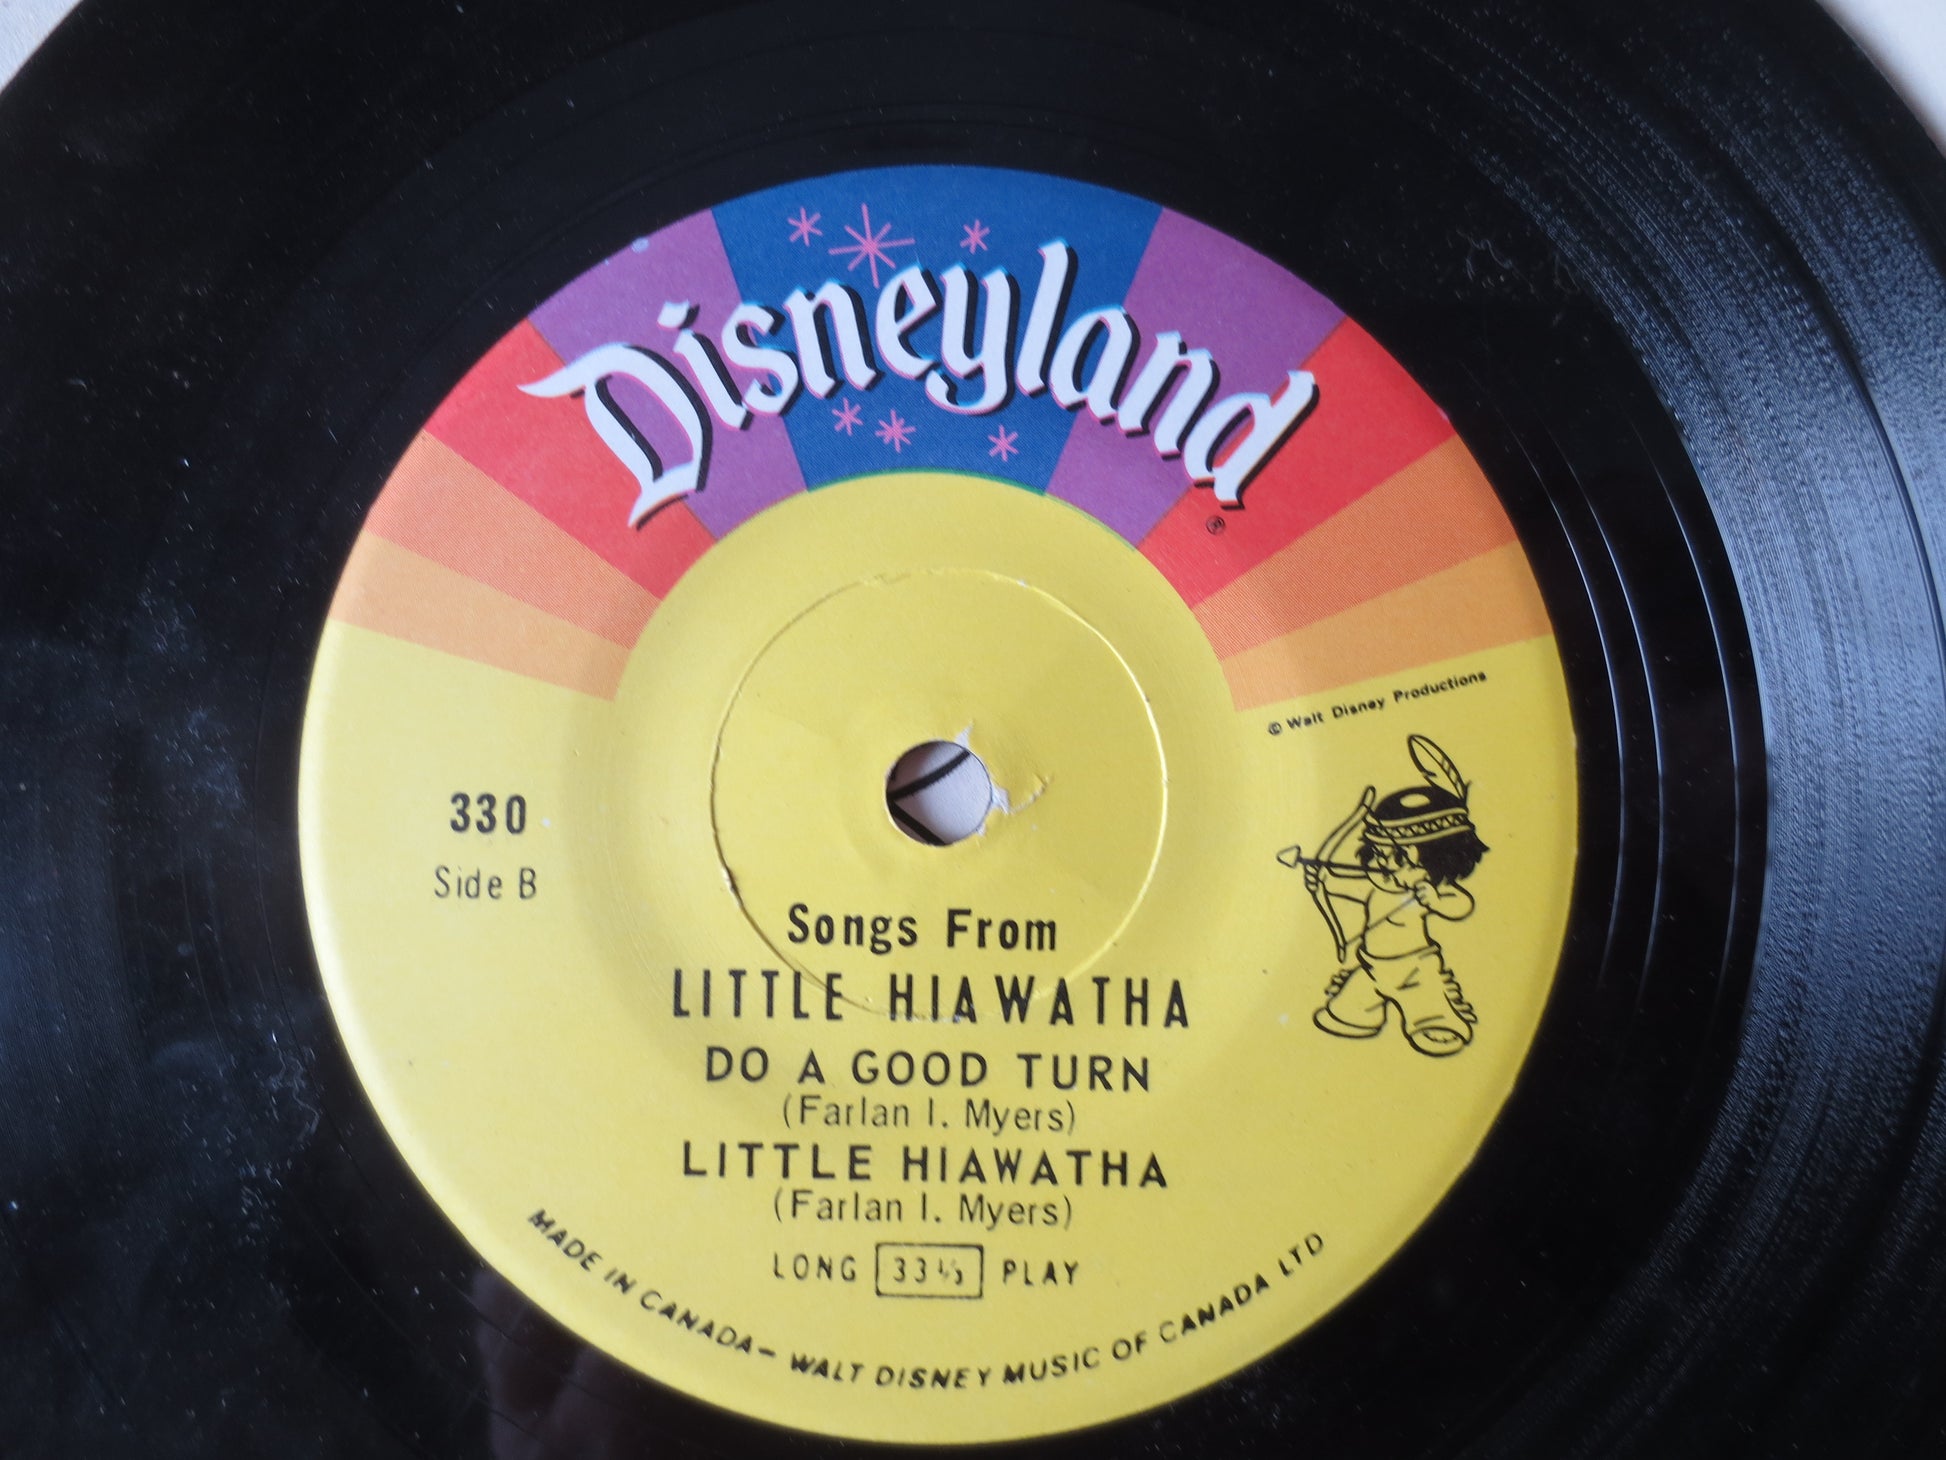 Disneyland
®
© Walt Disney Productions
330
Side B
Songs From
LITTLE HIAWATHA
DO A GOOD TURN
(Farlan I. Myers)
LITTLE HIAWATHA
(Farlan I. Myers)
LONG 33⅓ PLAY
MADE IN CANADA — WALT DISNEY MUSIC OF CANADA LTD